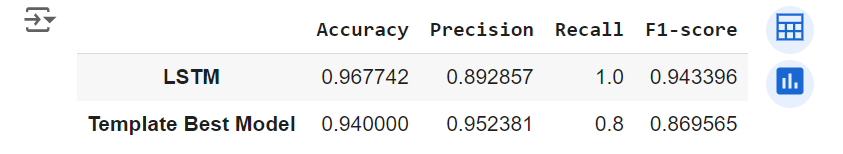 Accuracy Precision Recall F1-score
LSTM 0.967742 0.892857 1.0 0.943396
Template Best Model 0.940000 0.952381 0.8 0.869565